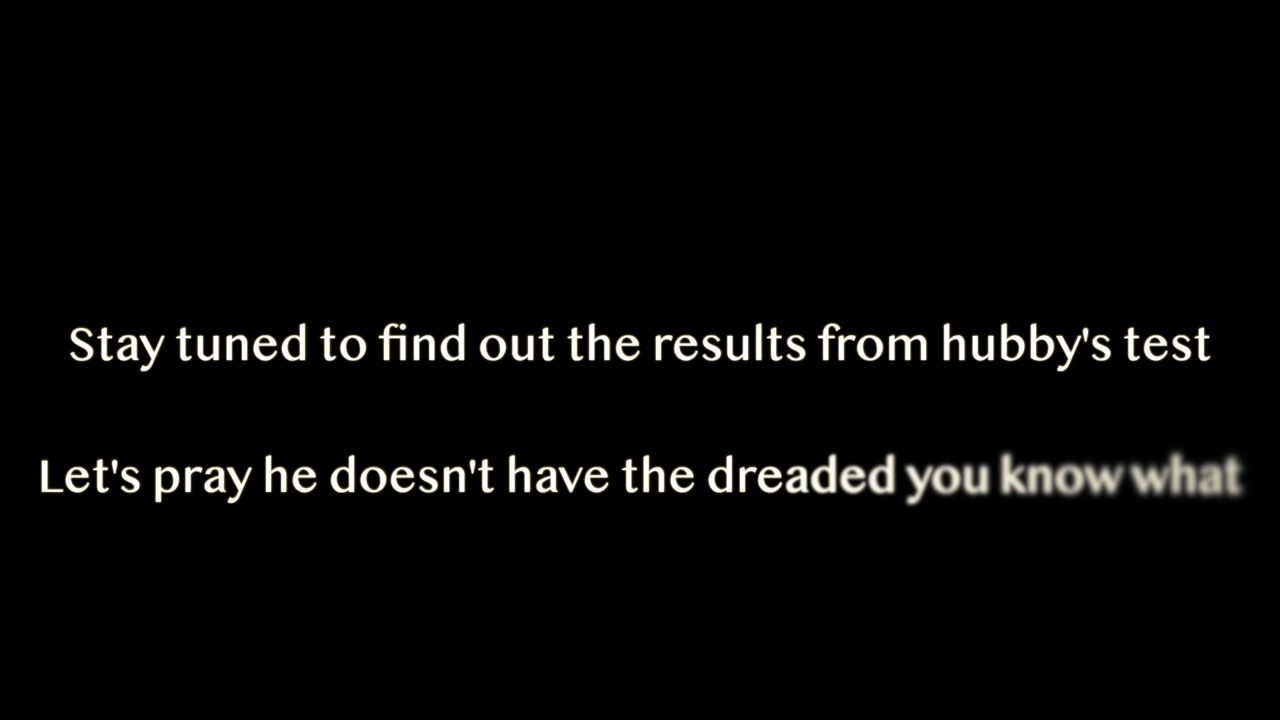 Stay tuned to find out the results from hubby's test
Let's pray he doesn't have the dreaded you know what